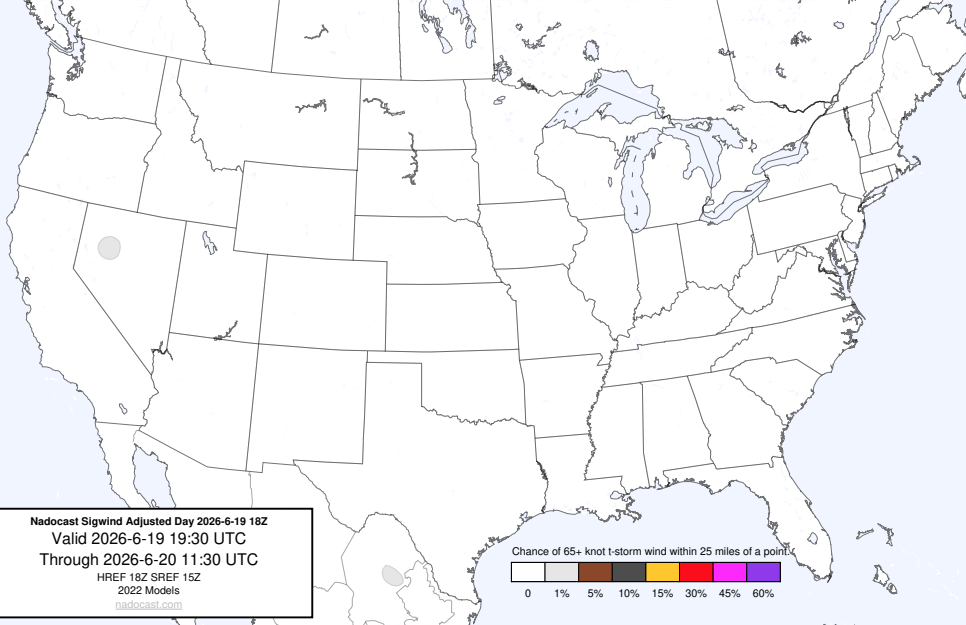 Nadocast Sigwind Adjusted Day 2026-6-19 18Z
Valid 2026-6-19 19:30 UTC
Through 2026-6-20 11:30 UTC
HREF 18Z SREF 15Z
2022 Models
nadocast.com
Chance of 65+ knot t-storm wind within 25 miles of a point.
0 1% 5% 10% 15% 30% 45% 60%